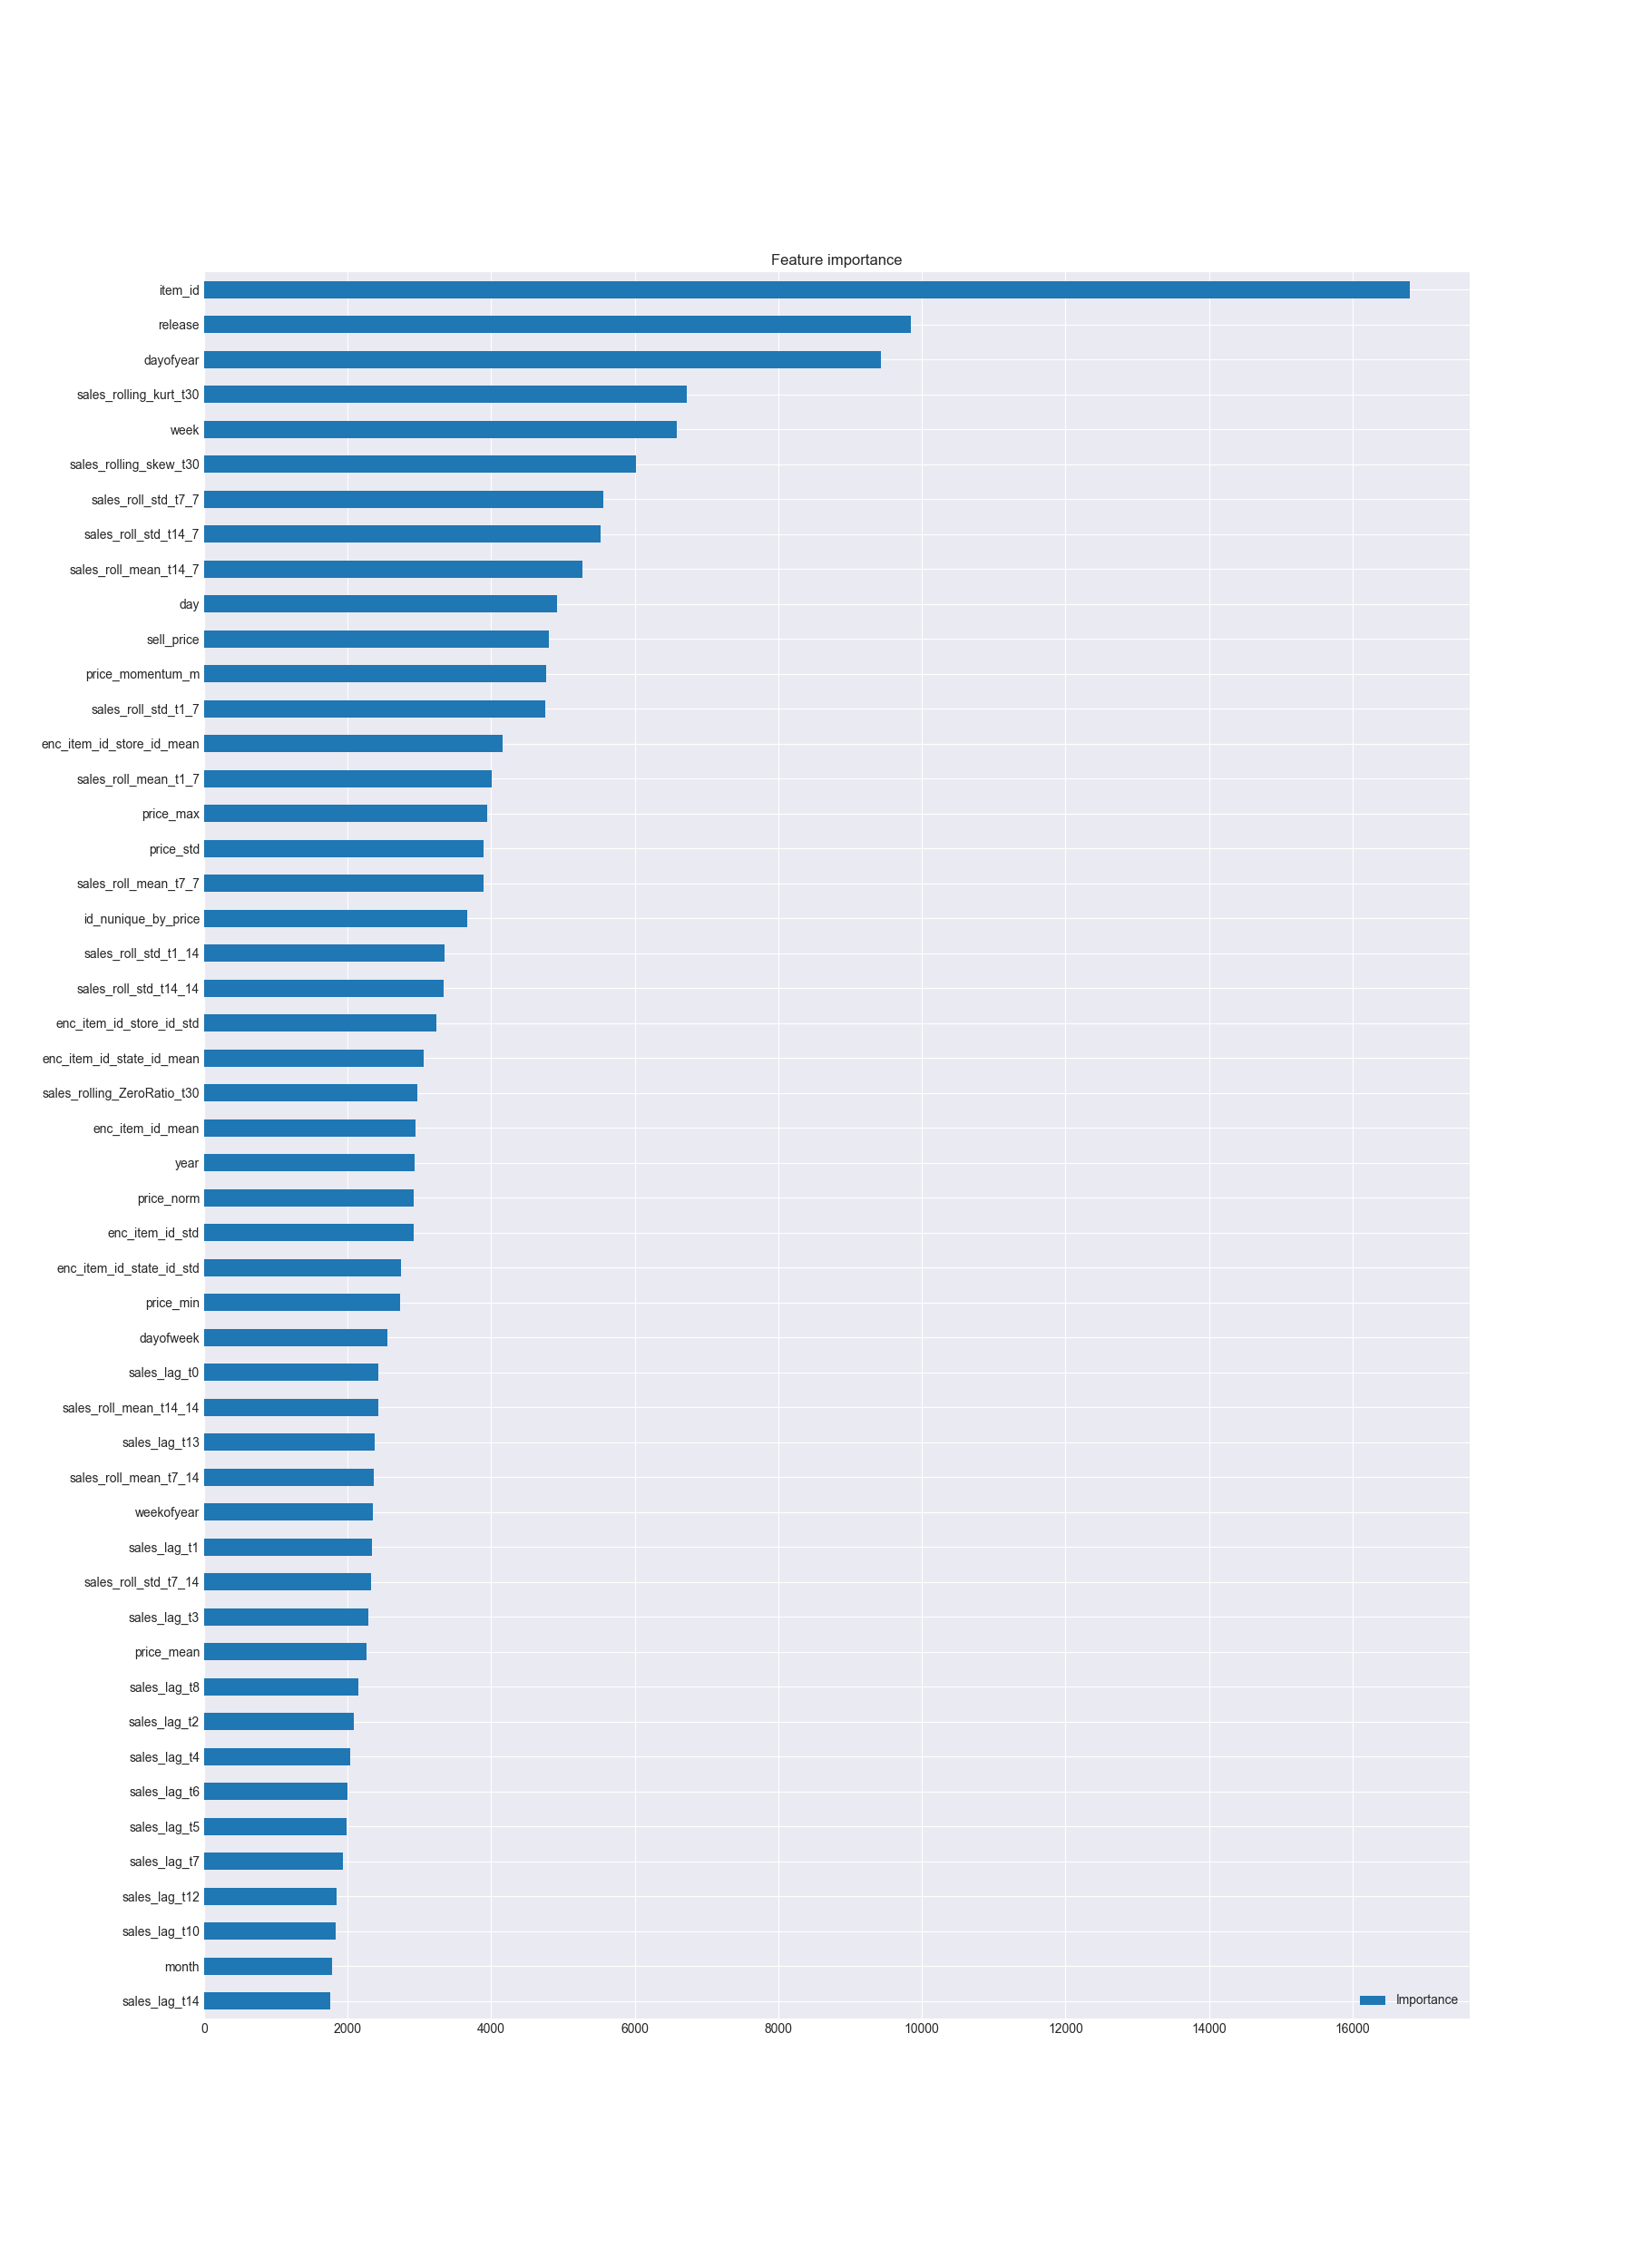 Feature importance
item_id
release
dayofyear
sales_rolling_kurt_t30
week
sales_rolling_skew_t30
sales_roll_std_t7_7
sales_roll_std_t14_7
sales_roll_mean_t14_7
day
sell_price
price_momentum_m
sales_roll_std_t1_7
enc_item_id_store_id_mean
sales_roll_mean_t1_7
price_max
price_std
sales_roll_mean_t7_7
id_nunique_by_price
sales_roll_std_t1_14
sales_roll_std_t14_14
enc_item_id_store_id_std
enc_item_id_state_id_mean
sales_rolling_ZeroRatio_t30
enc_item_id_mean
year
price_norm
enc_item_id_std
enc_item_id_state_id_std
price_min
dayofweek
sales_lag_t0
sales_roll_mean_t14_14
sales_lag_t13
sales_roll_mean_t7_14
weekofyear
sales_lag_t1
sales_roll_std_t7_14
sales_lag_t3
price_mean
sales_lag_t8
sales_lag_t2
sales_lag_t4
sales_lag_t6
sales_lag_t5
sales_lag_t7
sales_lag_t12
sales_lag_t10
month
sales_lag_t14
Importance
0 2000 4000 6000 8000 10000 12000 14000 16000